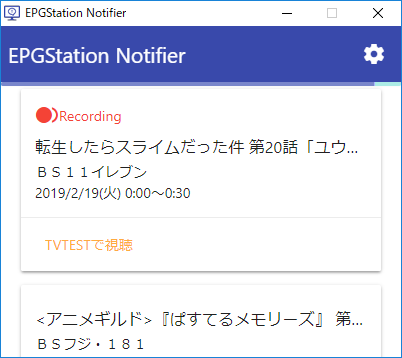 EPGStation Notifier
EPGStation Notifier
Recording
転生したらスライムだった件 第20話「ユウ...
ＢＳ１１イレブン
2019/2/19(火) 0:00～0:30
TVTESTで視聴
<アニメギルド>『ぱすてるメモリーズ』 第...
ＢＳフジ・１８１